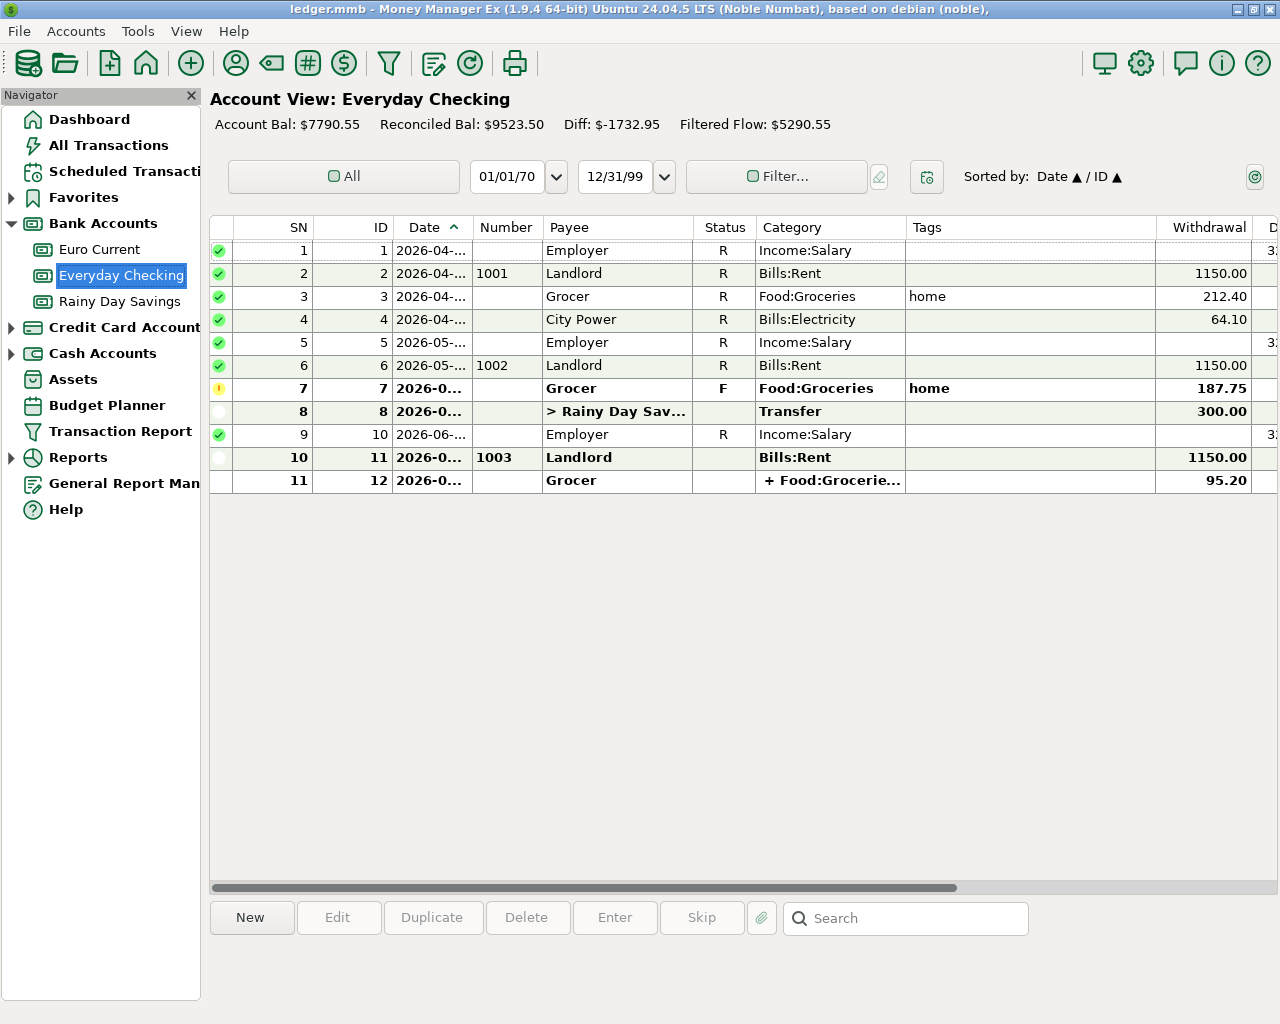 ledger.mmb - Money Manager Ex (1.9.4 64-bit) Ubuntu 24.04.5 LTS (Noble Numbat), based on debian (noble),
File Accounts Tools View Help
Navigator
Dashboard
All Transactions
Scheduled Transacti
Favorites
Bank Accounts
Euro Current
Everyday Checking
Rainy Day Savings
Credit Card Account
Cash Accounts
Assets
Budget Planner
Transaction Report
Reports
General Report Man
Help
Account View: Everyday Checking
Account Bal: $7790.55 Reconciled Bal: $9523.50 Diff: $-1732.95 Filtered Flow: $5290.55
All 01/01/70 12/31/99 Filter... Sorted by: Date ▲ / ID ▲
SN ID Date Number Payee Status Category Tags Withdrawal D
1 1 2026-04-... Employer R Income:Salary 32
2 2 2026-04-... 1001 Landlord R Bills:Rent 1150.00
3 3 2026-04-... Grocer R Food:Groceries home 212.40
4 4 2026-04-... City Power R Bills:Electricity 64.10
5 5 2026-05-... Employer R Income:Salary 32
6 6 2026-05-... 1002 Landlord R Bills:Rent 1150.00
7 7 2026-0... Grocer F Food:Groceries home 187.75
8 8 2026-0... > Rainy Day Sav... Transfer 300.00
9 10 2026-06-... Employer R Income:Salary 32
10 11 2026-0... 1003 Landlord Bills:Rent 1150.00
11 12 2026-0... Grocer + Food:Grocerie... 95.20
New Edit Duplicate Delete Enter Skip Search